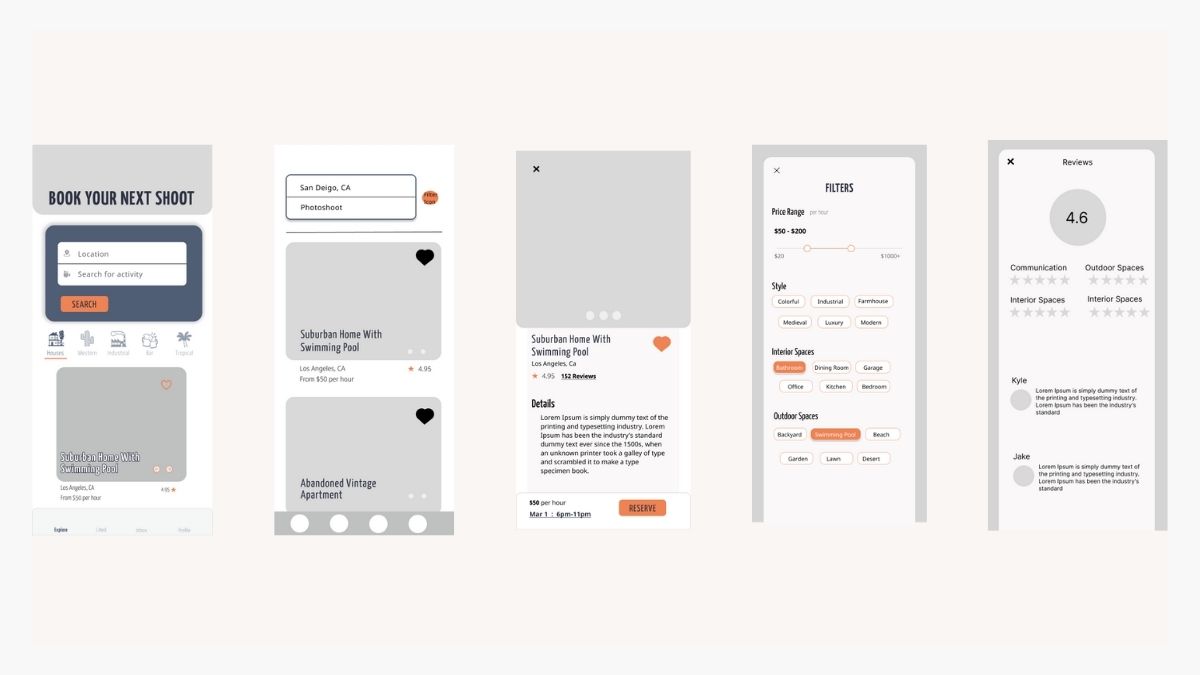 BOOK YOUR NEXT SHOOT
Location
Search for activity
SEARCH
Houses
Western
Industrial
Bar
Tropical
Suburban Home With
Swimming Pool
Los Angeles, CA
From $50 per hour
4.95
Explore
Liked
Inbox
Profile
San Deigo, CA
Photoshoot
Filter
Icon
Suburban Home With
Swimming Pool
Los Angeles, CA
4.95
From $50 per hour
Abandoned Vintage
Apartment
Suburban Home With
Swimming Pool
Los Angeles, Ca
4.95 152 Reviews
Details
Lorem Ipsum is simply dummy text of the
printing and typesetting industry. Lorem
Ipsum has been the industry's standard
dummy text ever since the 1500s, when
an unknown printer took a galley of type
and scrambled it to make a type
specimen book.
$50 per hour
Mar 1 : 6pm-11pm
RESERVE
FILTERS
Price Range per hour
$50 - $200
$20 $1000+
Style
Colorful Industrial Farmhouse
Medieval Luxury Modern
Interior Spaces
Bathroom Dining Room Garage
Office Kitchen Bedroom
Outdoor Spaces
Backyard Swimming Pool Beach
Garden Lawn Desert
Reviews
4.6
Communication Outdoor Spaces
Interior Spaces Interior Spaces
Kyle
Lorem Ipsum is simply dummy text of
the printing and typesetting industry.
Lorem Ipsum has been the industry's
standard
Jake
Lorem Ipsum is simply dummy text of
the printing and typesetting industry.
Lorem Ipsum has been the industry's
standard